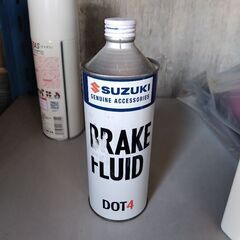 SUZUKI
GENUINE ACCESSORIES
BRAKE
FLUID
DOT4